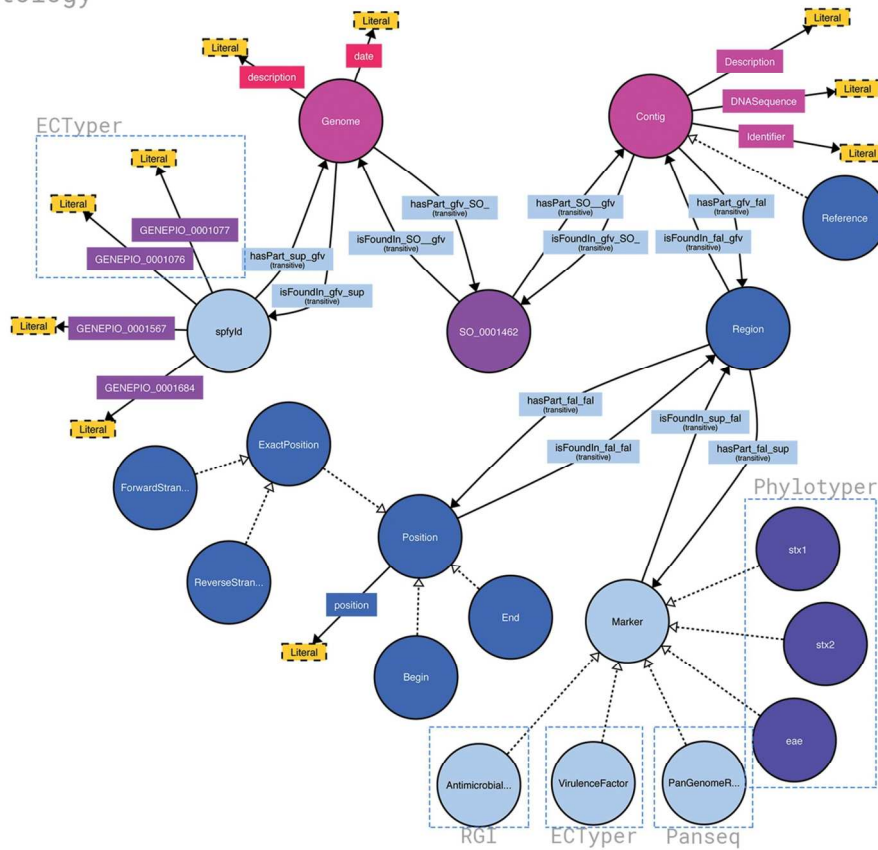 Literal
Literal
Literal
description
date
Description
ECTyper
Genome
Contig
DNASequence
Literal
Literal
Identifier
Literal
Literal
hasPart_gfv_SO_
(transitive)
hasPart_SO__gfv
(transitive)
hasPart_gfv_fal
(transitive)
Reference
GENEPIO_0001077
isFoundIn_SO__gfv
(transitive)
isFoundIn_gfv_SO_
(transitive)
isFoundIn_fal_gfv
(transitive)
GENEPIO_0001076
hasPart_sup_gfv
(transitive)
isFoundIn_gfv_sup
Literal
GENEPIO_0001567
spfyId
SO_0001462
Region
GENEPIO_0001684
hasPart_fal_fal
(transitive)
isFoundIn_sup_fal
(transitive)
Literal
ExactPosition
isFoundIn_fal_fal
(transitive)
hasPart_fal_sup
(transitive)
ForwardStran...
Phylotyper
Position
stx1
ReverseStran...
position
End
Marker
stx2
Literal
Begin
eae
Antimicrobial...
VirulenceFactor
PanGenomeR...
RGI
ECTyper
Panseq